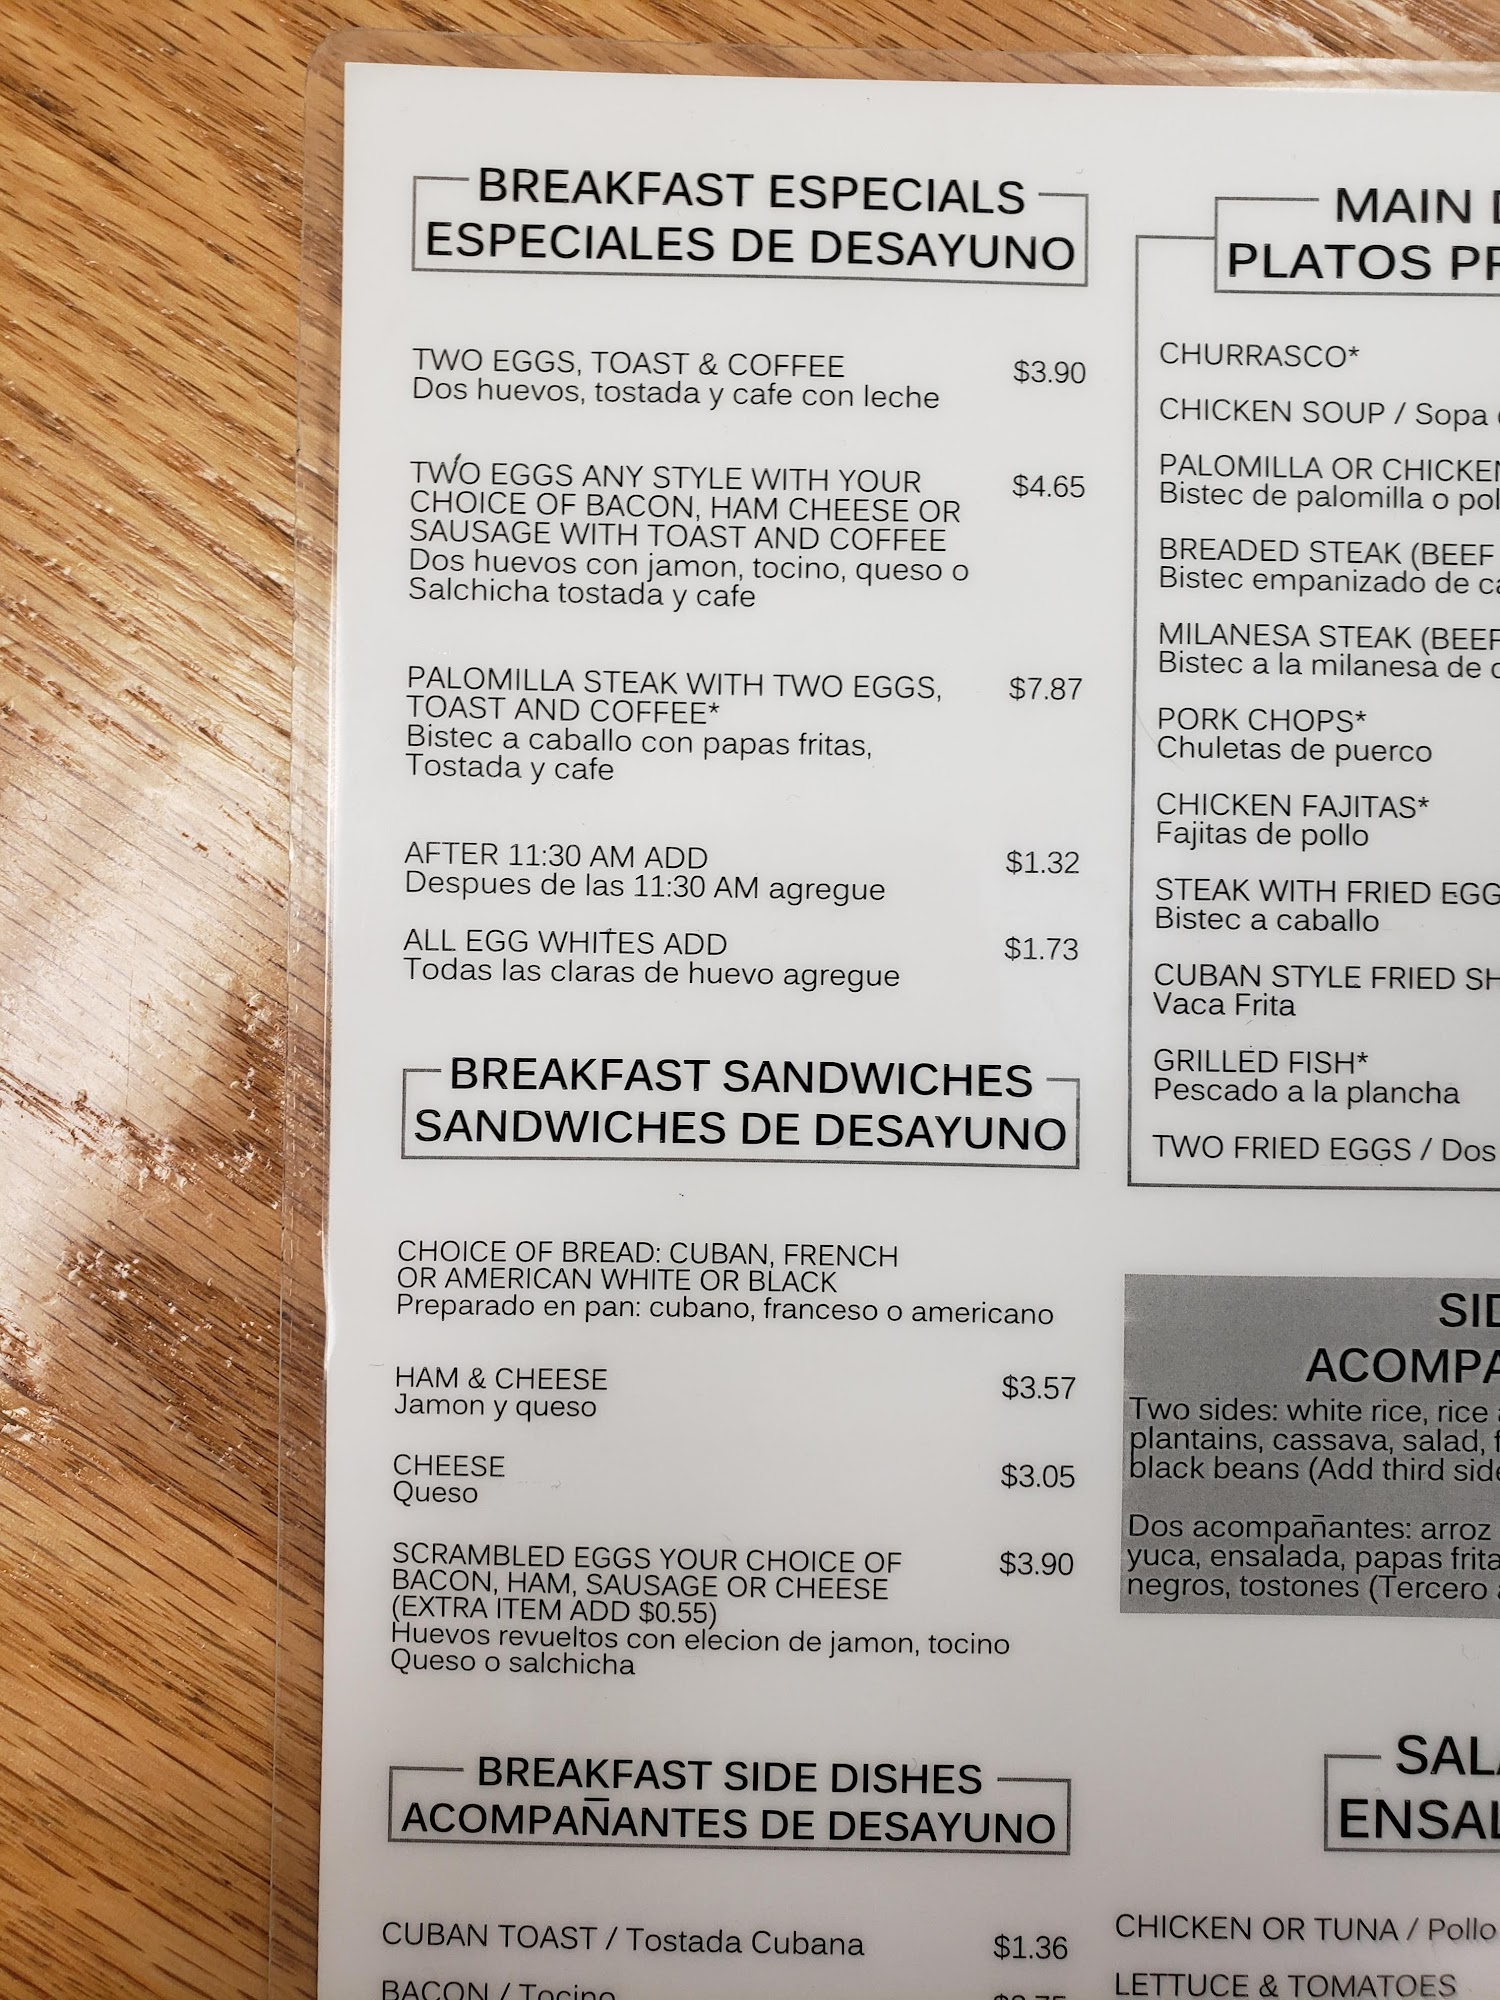 BREAKFAST ESPECIALS
ESPECIALES DE DESAYUNO
TWO EGGS, TOAST & COFFEE $3.90
Dos huevos, tostada y cafe con leche
TWO EGGS ANY STYLE WITH YOUR $4.65
CHOICE OF BACON, HAM CHEESE OR
SAUSAGE WITH TOAST AND COFFEE
Dos huevos con jamon, tocino, queso o
Salchicha tostada y cafe
PALOMILLA STEAK WITH TWO EGGS, $7.87
TOAST AND COFFEE*
Bistec a caballo con papas fritas,
Tostada y cafe
AFTER 11:30 AM ADD $1.32
Despues de las 11:30 AM agregue
ALL EGG WHITES ADD $1.73
Todas las claras de huevo agregue
BREAKFAST SANDWICHES
SANDWICHES DE DESAYUNO
CHOICE OF BREAD: CUBAN, FRENCH
OR AMERICAN WHITE OR BLACK
Preparado en pan: cubano, franceso o americano
HAM & CHEESE $3.57
Jamon y queso
CHEESE $3.05
Queso
SCRAMBLED EGGS YOUR CHOICE OF $3.90
BACON, HAM, SAUSAGE OR CHEESE
(EXTRA ITEM ADD $0.55)
Huevos revueltos con elecion de jamon, tocino
Queso o salchicha
BREAKFAST SIDE DISHES
ACOMPAÑANTES DE DESAYUNO
CUBAN TOAST / Tostada Cubana $1.36
BACON / Tocino
MAIN
PLATOS
CHURRASCO*
CHICKEN SOUP / Sopa
PALOMILLA OR CHICKEN
Bistec de palomilla o
BREADED STEAK (BEEF
Bistec empanizado de
MILANESA STEAK (BEEF
Bistec a la milanesa de
PORK CHOPS*
Chuletas de puerco
CHICKEN FAJITAS*
Fajitas de pollo
STEAK WITH FRIED
Bistec a caballo
CUBAN STYLE FRIED
Vaca Frita
GRILLED FISH*
Pescado a la plancha
TWO FRIED EGGS / Dos
Two sides: white rice, rice
plantains, cassava, salad,
black beans (Add third side
Dos acompañantes: arroz
yuca, ensalada, papas
negros, tostones (Tercero
CHICKEN OR TUNA / Pollo
LETTUCE & TOMATOES